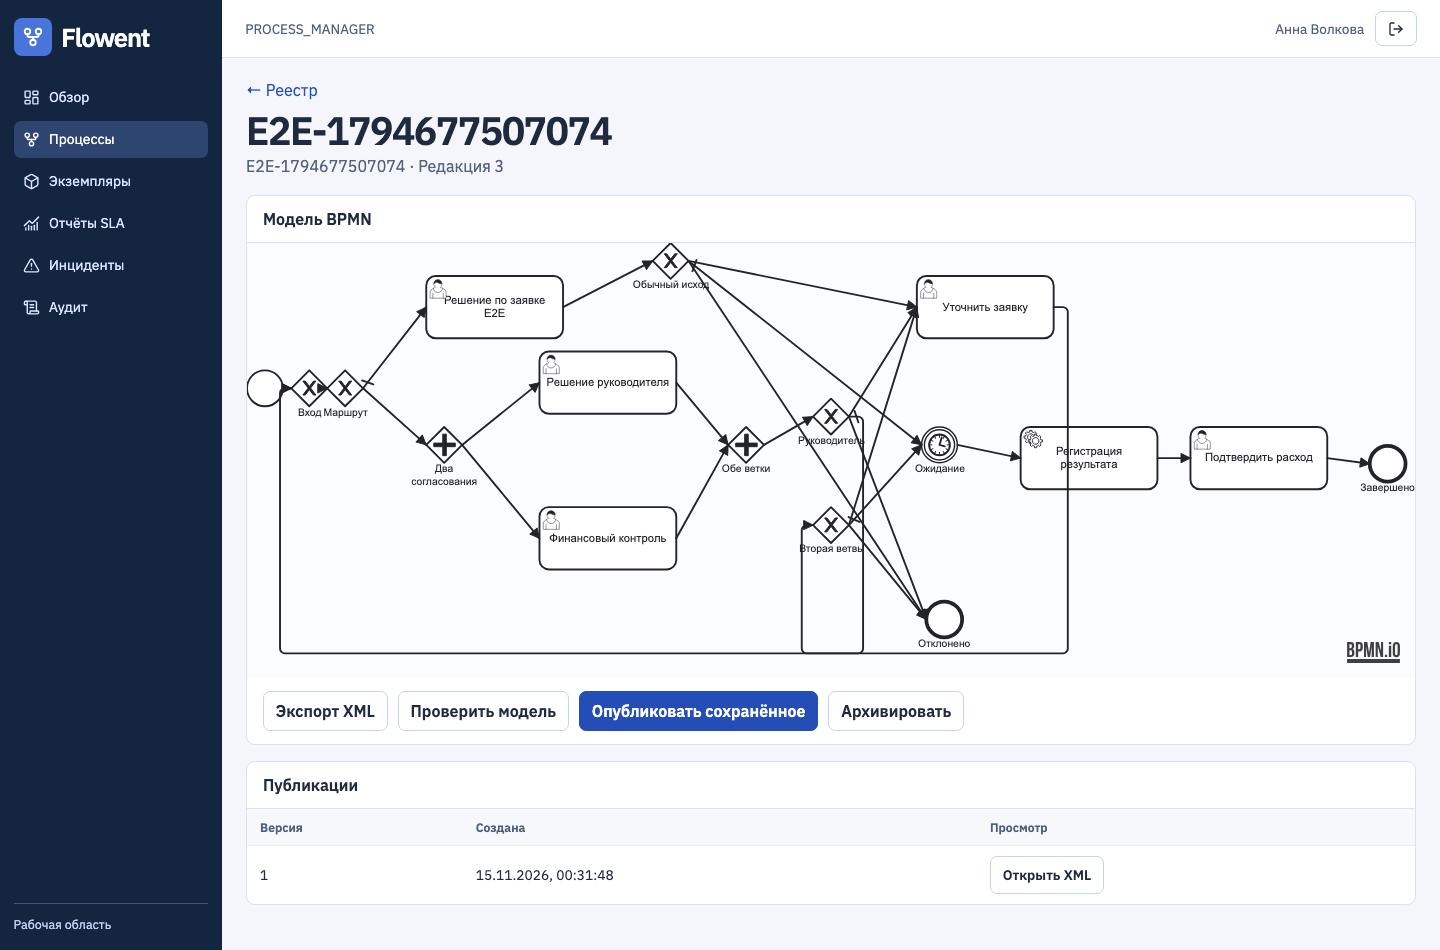 Flowent
PROCESS_MANAGER
Анна Волкова
Обзор
Процессы
Экземпляры
Отчёты SLA
Инциденты
Аудит
Рабочая область
← Реестр
E2E-1794677507074
E2E-1794677507074 · Редакция 3
Модель BPMN
Обычный исход
Решение по заявке
E2E
Уточнить заявку
Решение руководителя
Вход
Маршрут
Два
согласования
Обе ветки
Руководитель
Ожидание
Регистрация
результата
Подтвердить расход
Завершено
Финансовый контроль
Вторая ветвь
Отклонено
BPMN.iO
Экспорт XML
Проверить модель
Опубликовать сохранённое
Архивировать
Публикации
Версия
Создана
Просмотр
1
15.11.2026, 00:31:48
Открыть XML